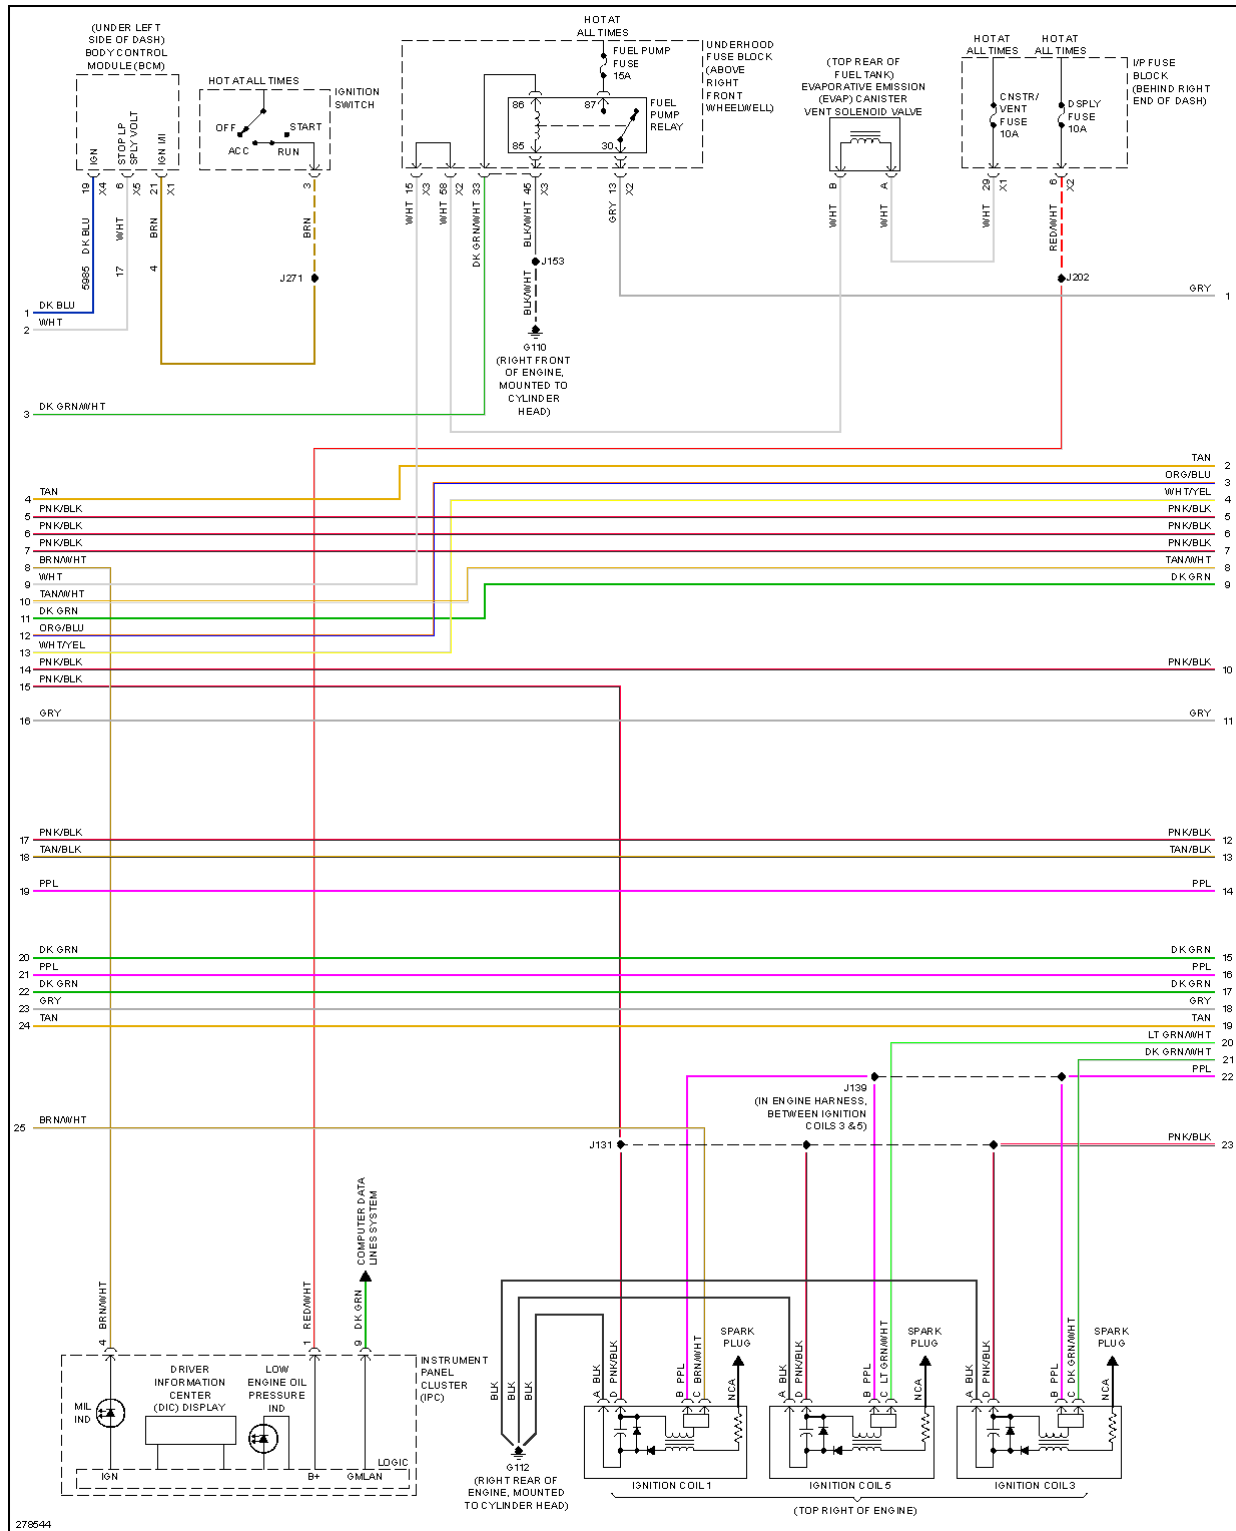 (UNDER LEFT
SIDE OF DASH)
BODY CONTROL
MODULE (BCM)
HOT AT ALL TIMES
IGNITION
SWITCH
OFF
START
ACC
RUN
IGN
STOP LP
SPLY VOLT
IGN I/I
19
X4
6
X5
21
X1
3
DK BLU
WHT
BRN
BRN
5985
17
4
J271
HOT AT
ALL TIMES
FUEL PUMP
FUSE
15A
UNDERHOOD
FUSE BLOCK
(ABOVE
RIGHT
FRONT
WHEELWELL)
86
87
FUEL
PUMP
RELAY
85
30
15
X3
58
X2
33
45
X3
13
X2
WHT
WHT
DK GRN/WHT
BLK/WHT
GRY
J153
BLK/WHT
G110
(RIGHT FRONT
OF ENGINE,
MOUNTED TO
CYLINDER
HEAD)
(TOP REAR OF
FUEL TANK)
EVAPORATIVE EMISSION
(EVAP) CANISTER
VENT SOLENOID VALVE
B
A
WHT
WHT
HOT AT
ALL TIMES
HOT AT
ALL TIMES
I/P FUSE
BLOCK
(BEHIND RIGHT
END OF DASH)
CNSTR/
VENT
FUSE
10A
DSPLY
FUSE
10A
29
X1
6
X2
WHT
RED/WHT
J202
1 DK BLU
2 WHT
3 DK GRN/WHT
4 TAN
5 PNK/BLK
6 PNK/BLK
7 PNK/BLK
8 BRN/WHT
9 WHT
10 TAN/WHT
11 DK GRN
12 ORG/BLU
13 WHT/YEL
14 PNK/BLK
15 PNK/BLK
16 GRY
17 PNK/BLK
18 TAN/BLK
19 PPL
20 DK GRN
21 PPL
22 DK GRN
23 GRY
24 TAN
25 BRN/WHT
GRY 1
TAN 2
ORG/BLU 3
WHT/YEL 4
PNK/BLK 5
PNK/BLK 6
PNK/BLK 7
TAN/WHT 8
DK GRN 9
PNK/BLK 10
GRY 11
PNK/BLK 12
TAN/BLK 13
PPL 14
DK GRN 15
PPL 16
DK GRN 17
GRY 18
TAN 19
LT GRN/WHT 20
DK GRN/WHT 21
PPL 22
PNK/BLK 23
J139
(IN ENGINE HARNESS,
BETWEEN IGNITION
COILS 3 & 5)
J131
COMPUTER DATA
LINES SYSTEM
BRN/WHT
RED/WHT
DK GRN
4
1
9
DRIVER
INFORMATION
CENTER
(DIC) DISPLAY
LOW
ENGINE OIL
PRESSURE
IND
INSTRUMENT
PANEL
CLUSTER
(IPC)
MIL
IND
LOGIC
IGN
B+
GMLAN
BLK
BLK
BLK
G112
(RIGHT REAR OF
ENGINE, MOUNTED
TO CYLINDER HEAD)
A BLK
D PNK/BLK
B PPL
C BRN/WHT
SPARK
PLUG
NCA
IGNITION COIL 1
A BLK
D PNK/BLK
B PPL
C LT GRN/WHT
SPARK
PLUG
NCA
IGNITION COIL 5
A BLK
D PNK/BLK
B PPL
C DK GRN/WHT
SPARK
PLUG
NCA
IGNITION COIL 3
(TOP RIGHT OF ENGINE)
278544